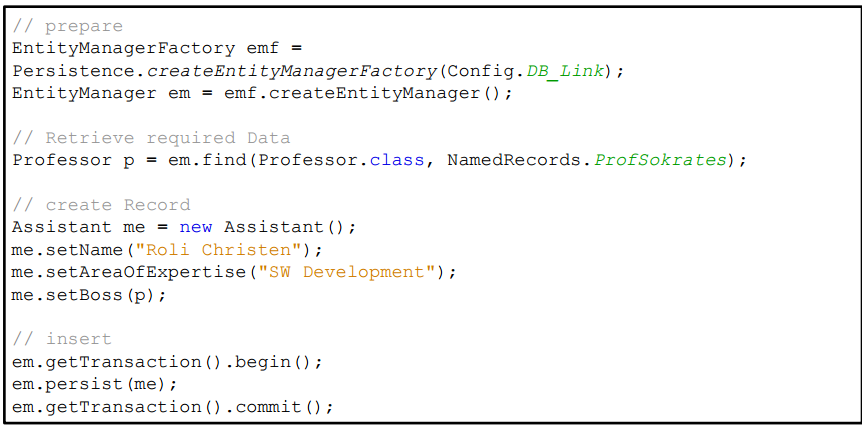 // prepare
EntityManagerFactory emf =
Persistence.createEntityManagerFactory(Config.DB_Link);
EntityManager em = emf.createEntityManager();
// Retrieve required Data
Professor p = em.find(Professor.class, NamedRecords.ProfSokrates);
// create Record
Assistant me = new Assistant();
me.setName("Roli Christen");
me.setAreaOfExpertise("SW Development");
me.setBoss(p);
// insert
em.getTransaction().begin();
em.persist(me);
em.getTransaction().commit();